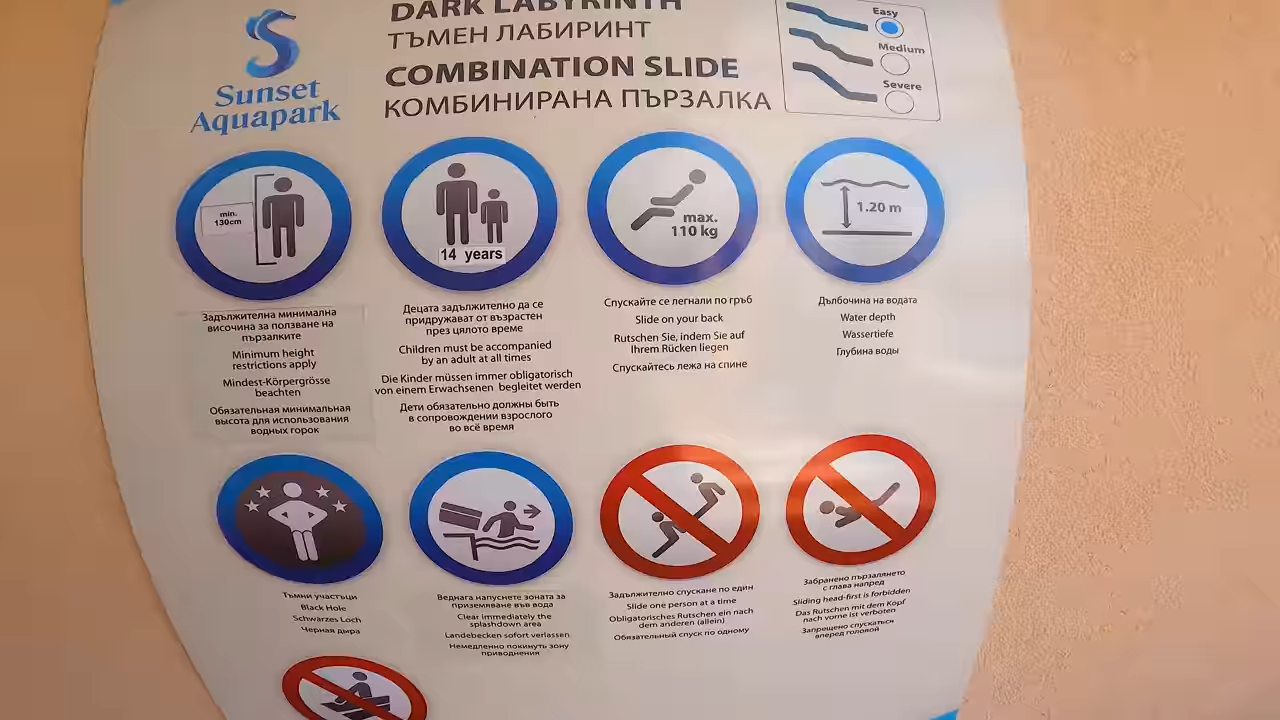 DARK LABYRINTH
ТЪМЕН ЛАБИРИНТ
COMBINATION SLIDE
КОМБИНИРАНА ПЪРЗАЛКА
Sunset
Aquapark
Easy
Medium
Severe
min.
130cm
14 years
max.
110 kg
1.20 m
Задължителна минимална
височина за ползване на
пързалките
Minimum height
restrictions apply
Mindest-Körpergrösse
beachten
Обязательная минимальная
высота для использования
водных горок
Децата задължително да се
придружават от възрастен
през цялото време
Children must be accompanied
by an adult at all times
Die Kinder müssen immer obligatorisch
von einem Erwachsenen begleitet werden
Дети обязательно должны быть
в сопровождении взрослого
во всё время
Спускайте се легнали по гръб
Slide on your back
Rutschen Sie, indem Sie auf
Ihrem Rücken liegen
Спускайтесь лежа на спине
Дълбочина на водата
Water depth
Wassertiefe
Глубина воды
Тъмни участъци
Black Hole
Schwarzes Loch
Черная дыра
Веднага напуснете зоната за
приземяване във вода
Clear immediately the
splashdown area
Landebecken sofort verlassen
Немедленно покинуть зону
приводнения
Задължително спускане по един
Slide one person at a time
Obligatorisches Rutschen ein nach
dem anderen (allein)
Обязательный спуск по одному
Забранено пързалянето
с глава напред
Sliding head-first is forbidden
Das Rutschen mit dem Kopf
nach vorne ist verboten
Запрещено спускаться
вперед головой